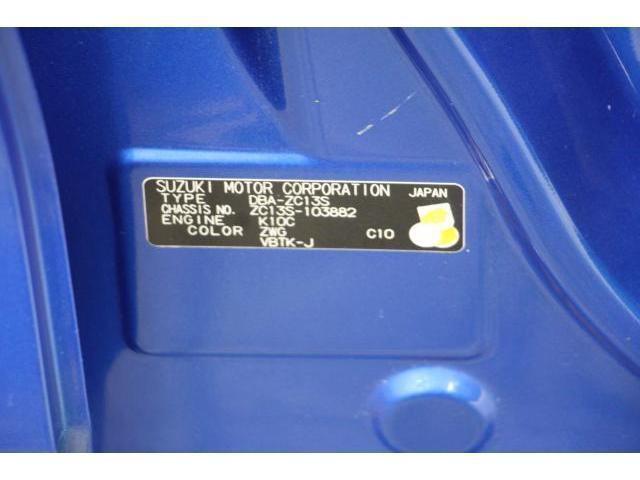 SUZUKI MOTOR CORPORATION JAPAN
TYPE DBA-ZC13S
CHASSIS NO. ZC13S-103882
ENGINE K10C
COLOR ZWG C10
VBTK-J